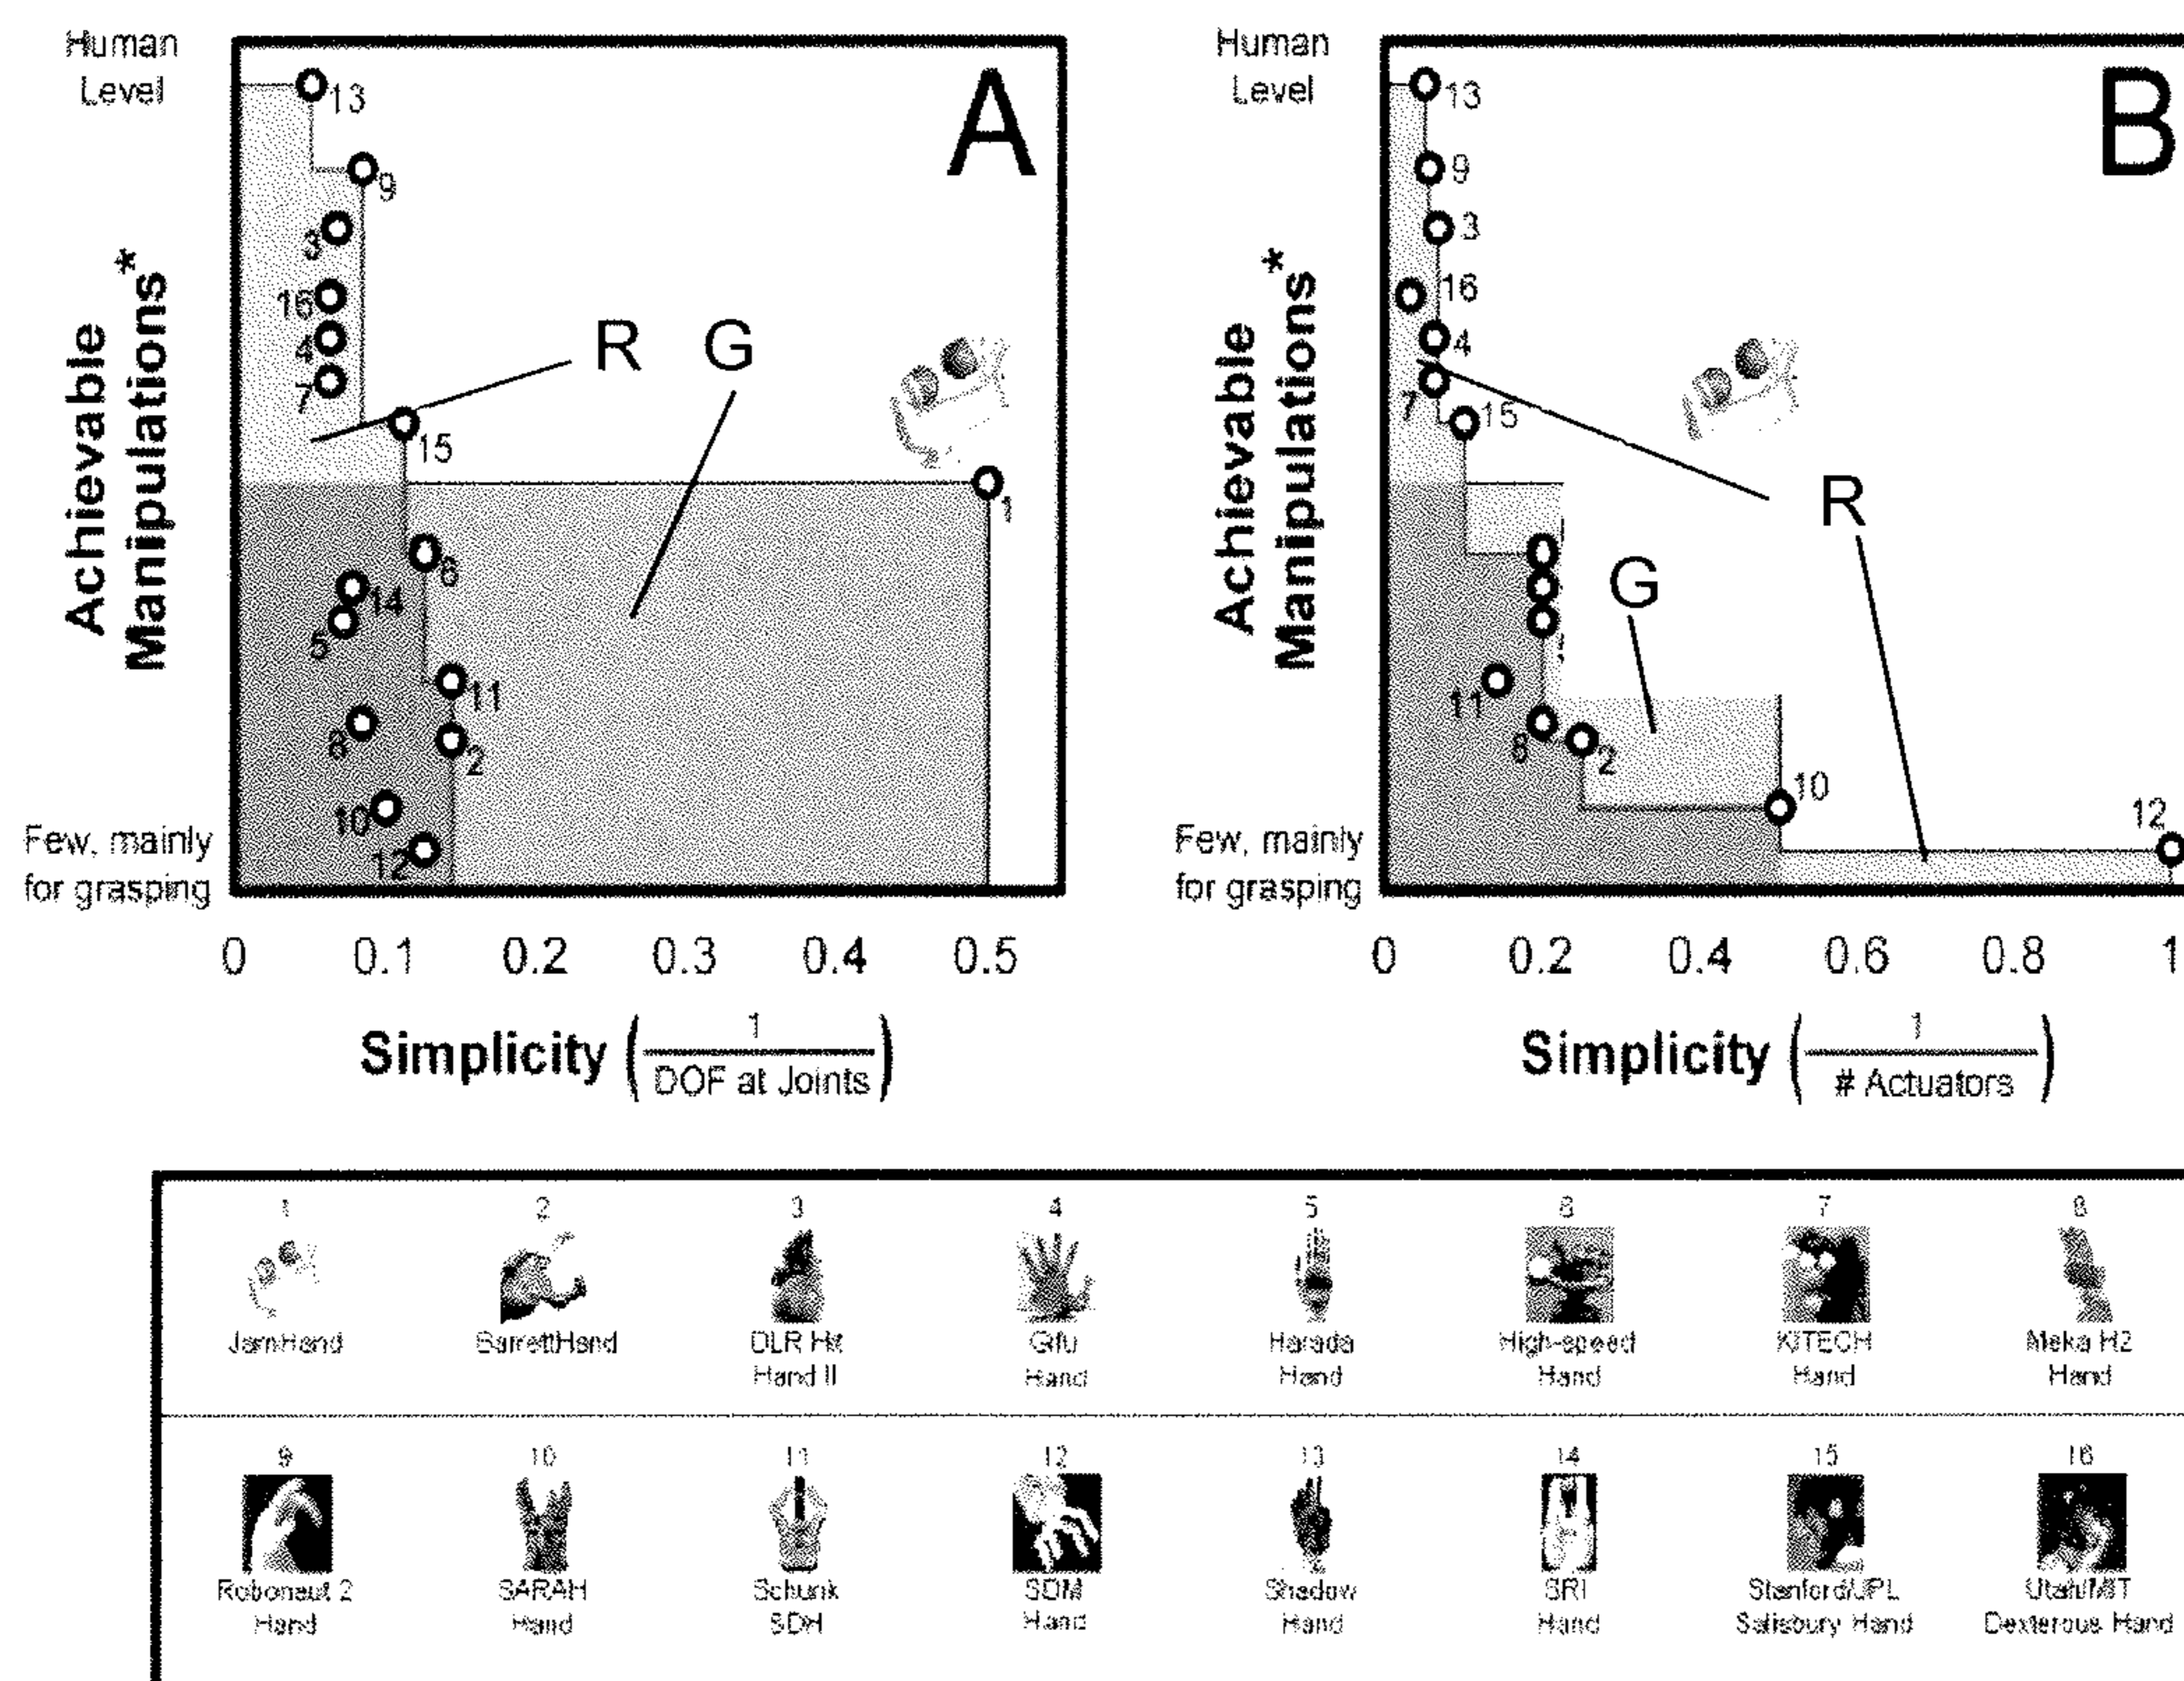 Human
Level
A
13
9
3
16
4
7
R G
15
1
6
14
5
11
8
2
10
12
Achievable
Manipulations*
Few, mainly
for grasping
0 0.1 0.2 0.3 0.4 0.5
Simplicity ( 1
DOF at Joints )
Human
Level
B
13
9
3
16
4
7
15
R
G
11
8
2
10
12
Achievable
Manipulations*
Few, mainly
for grasping
0 0.2 0.4 0.6 0.8 1
Simplicity ( 1
# Actuators )
1 2 3 4 5 6 7 8
JamHand BarrettHand DLR Hit Gifu Harada High-speed KITECH Meka H2
Hand II Hand Hand Hand Hand Hand
9 10 11 12 13 14 15 16
Robonaut 2 SARAH Schunk SDM Shadow SRI Stanford/JPL Utah/MIT
Hand Hand SDH Hand Hand Hand Salisbury Hand Dexterous Hand